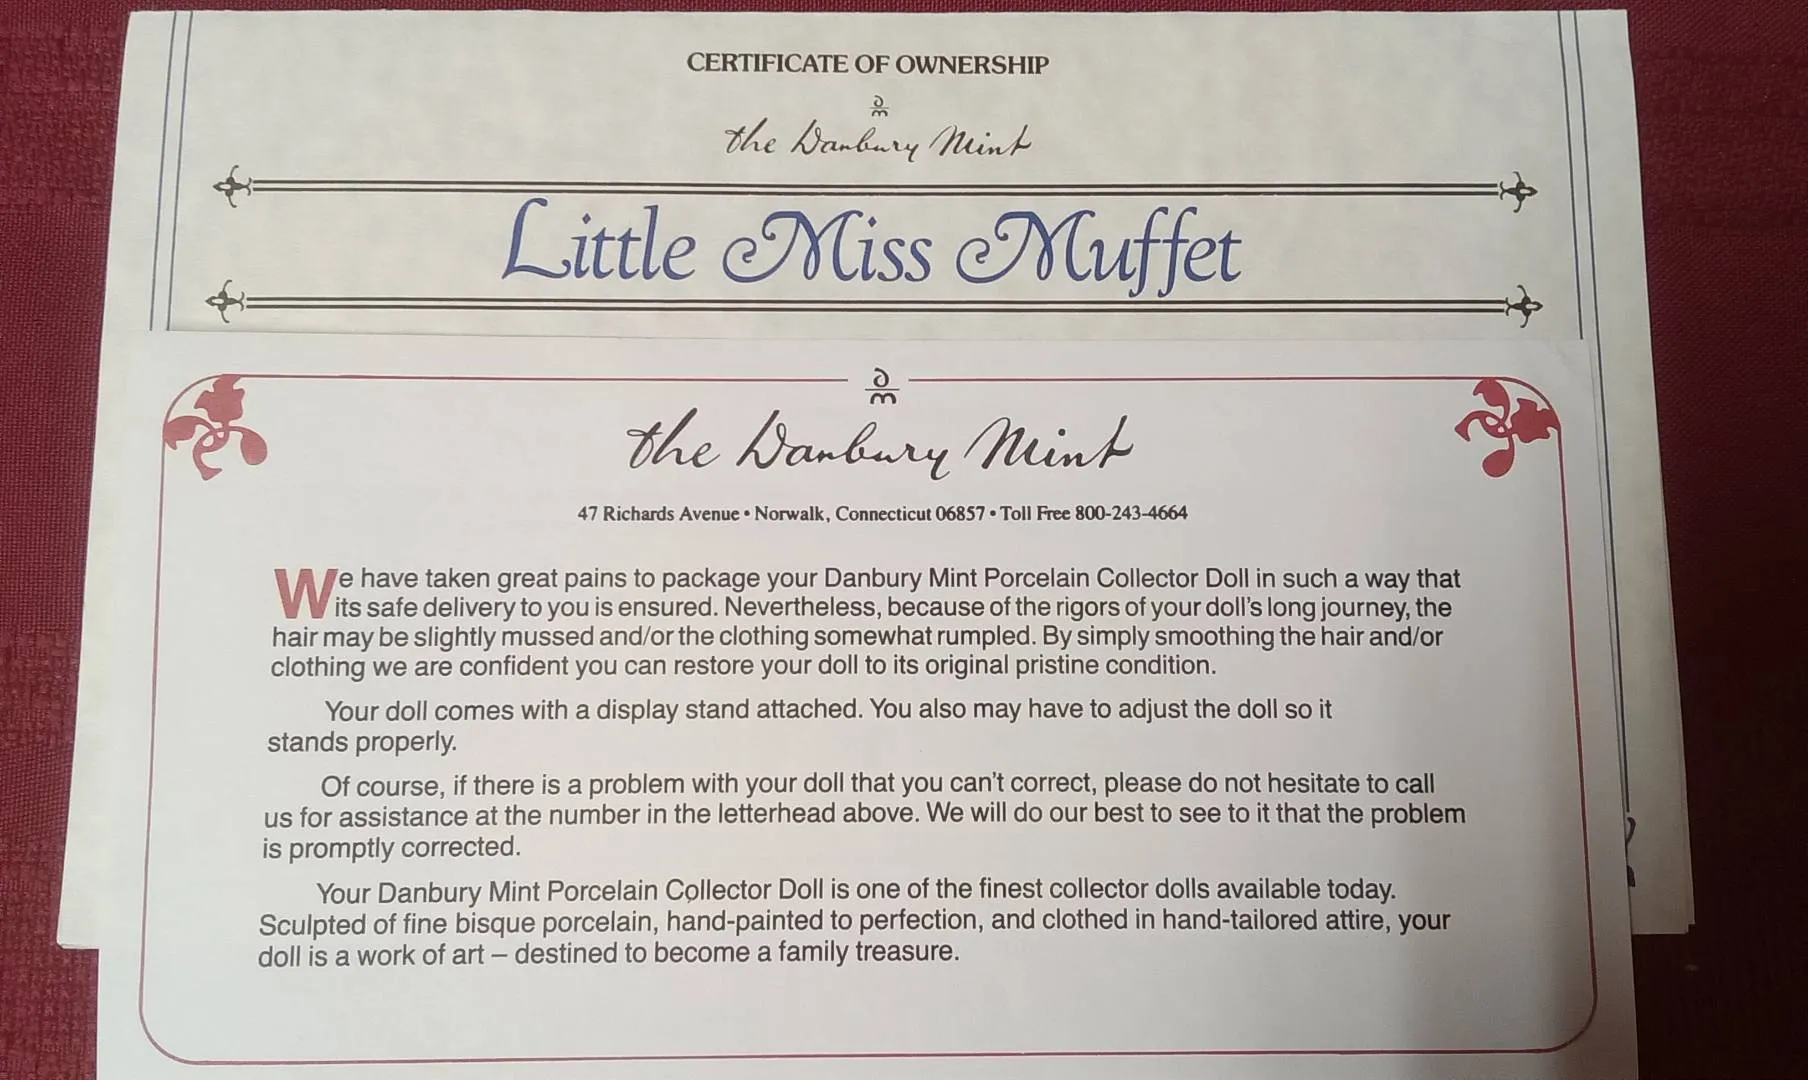 CERTIFICATE OF OWNERSHIP
the Danbury Mint
Little Miss Muffet
the Danbury Mint
47 Richards Avenue • Norwalk, Connecticut 06857 • Toll Free 800-243-4664
We have taken great pains to package your Danbury Mint Porcelain Collector Doll in such a way that
its safe delivery to you is ensured. Nevertheless, because of the rigors of your doll's long journey, the
hair may be slightly mussed and/or the clothing somewhat rumpled. By simply smoothing the hair and/or
clothing we are confident you can restore your doll to its original pristine condition.
Your doll comes with a display stand attached. You also may have to adjust the doll so it
stands properly.
Of course, if there is a problem with your doll that you can't correct, please do not hesitate to call
us for assistance at the number in the letterhead above. We will do our best to see to it that the problem
is promptly corrected.
Your Danbury Mint Porcelain Collector Doll is one of the finest collector dolls available today.
Sculpted of fine bisque porcelain, hand-painted to perfection, and clothed in hand-tailored attire, your
doll is a work of art – destined to become a family treasure.